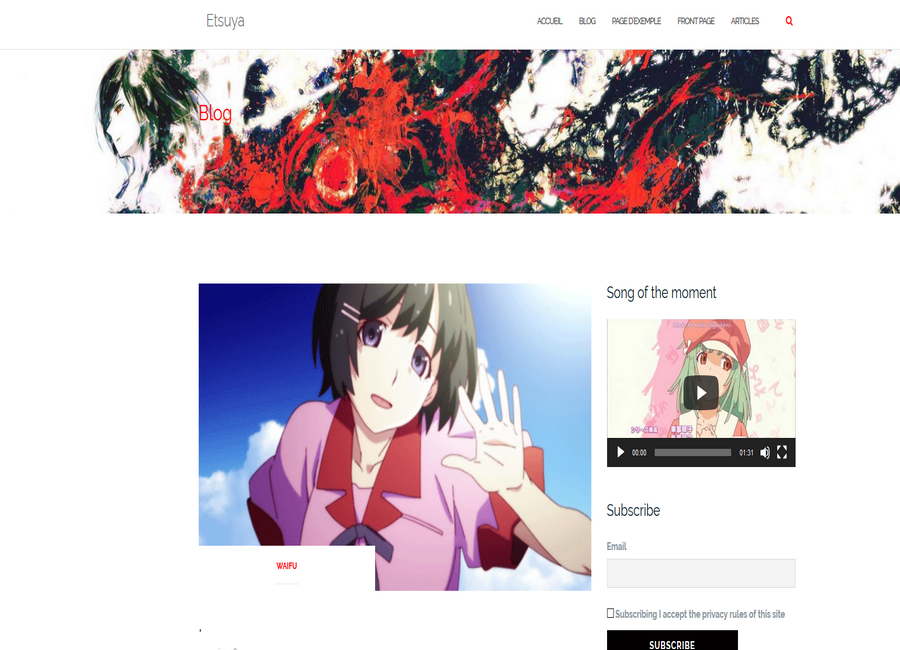 Etsuya
ACCUEIL BLOG PAGE D'EXEMPLE FRONT PAGE ARTICLES
Blog
Song of the moment
00:00 01:31
WAIFU
Subscribe
Email
Subscribing I accept the privacy rules of this site
SUBSCRIBE